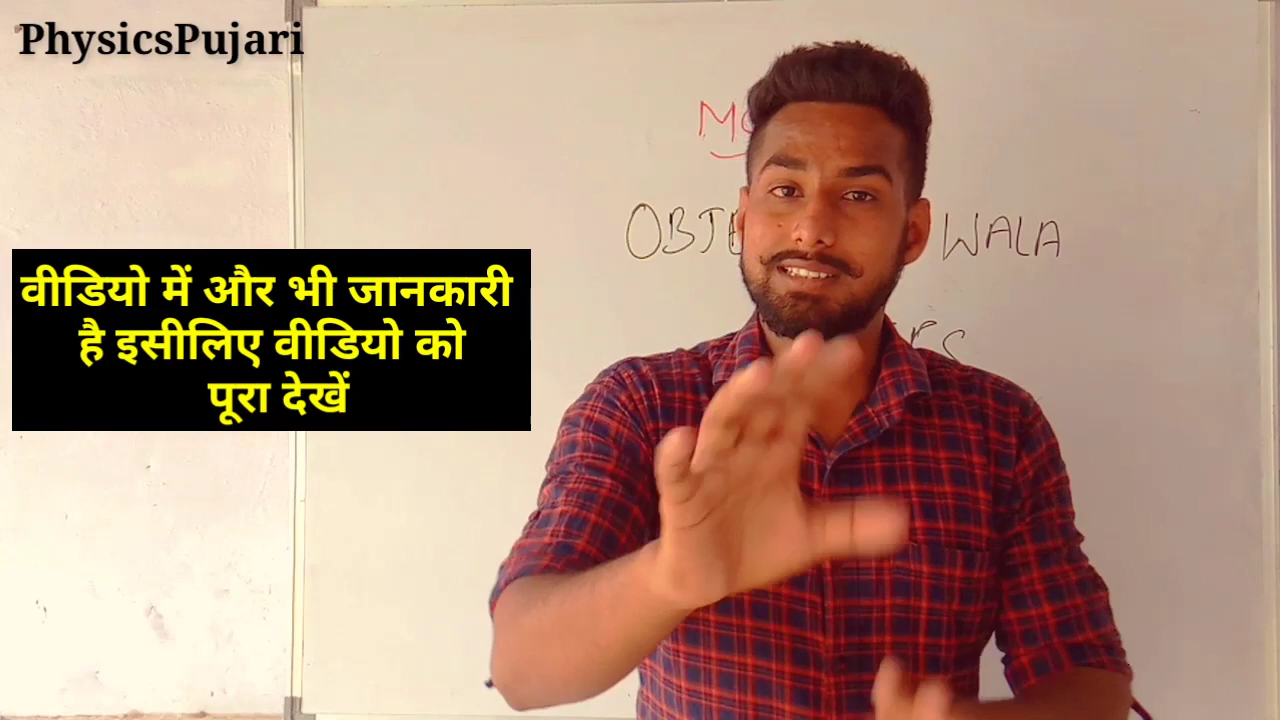 PhysicsPujari
WALA
वीडियो में और भी जानकारी
है इसीलिए वीडियो को
पूरा देखें